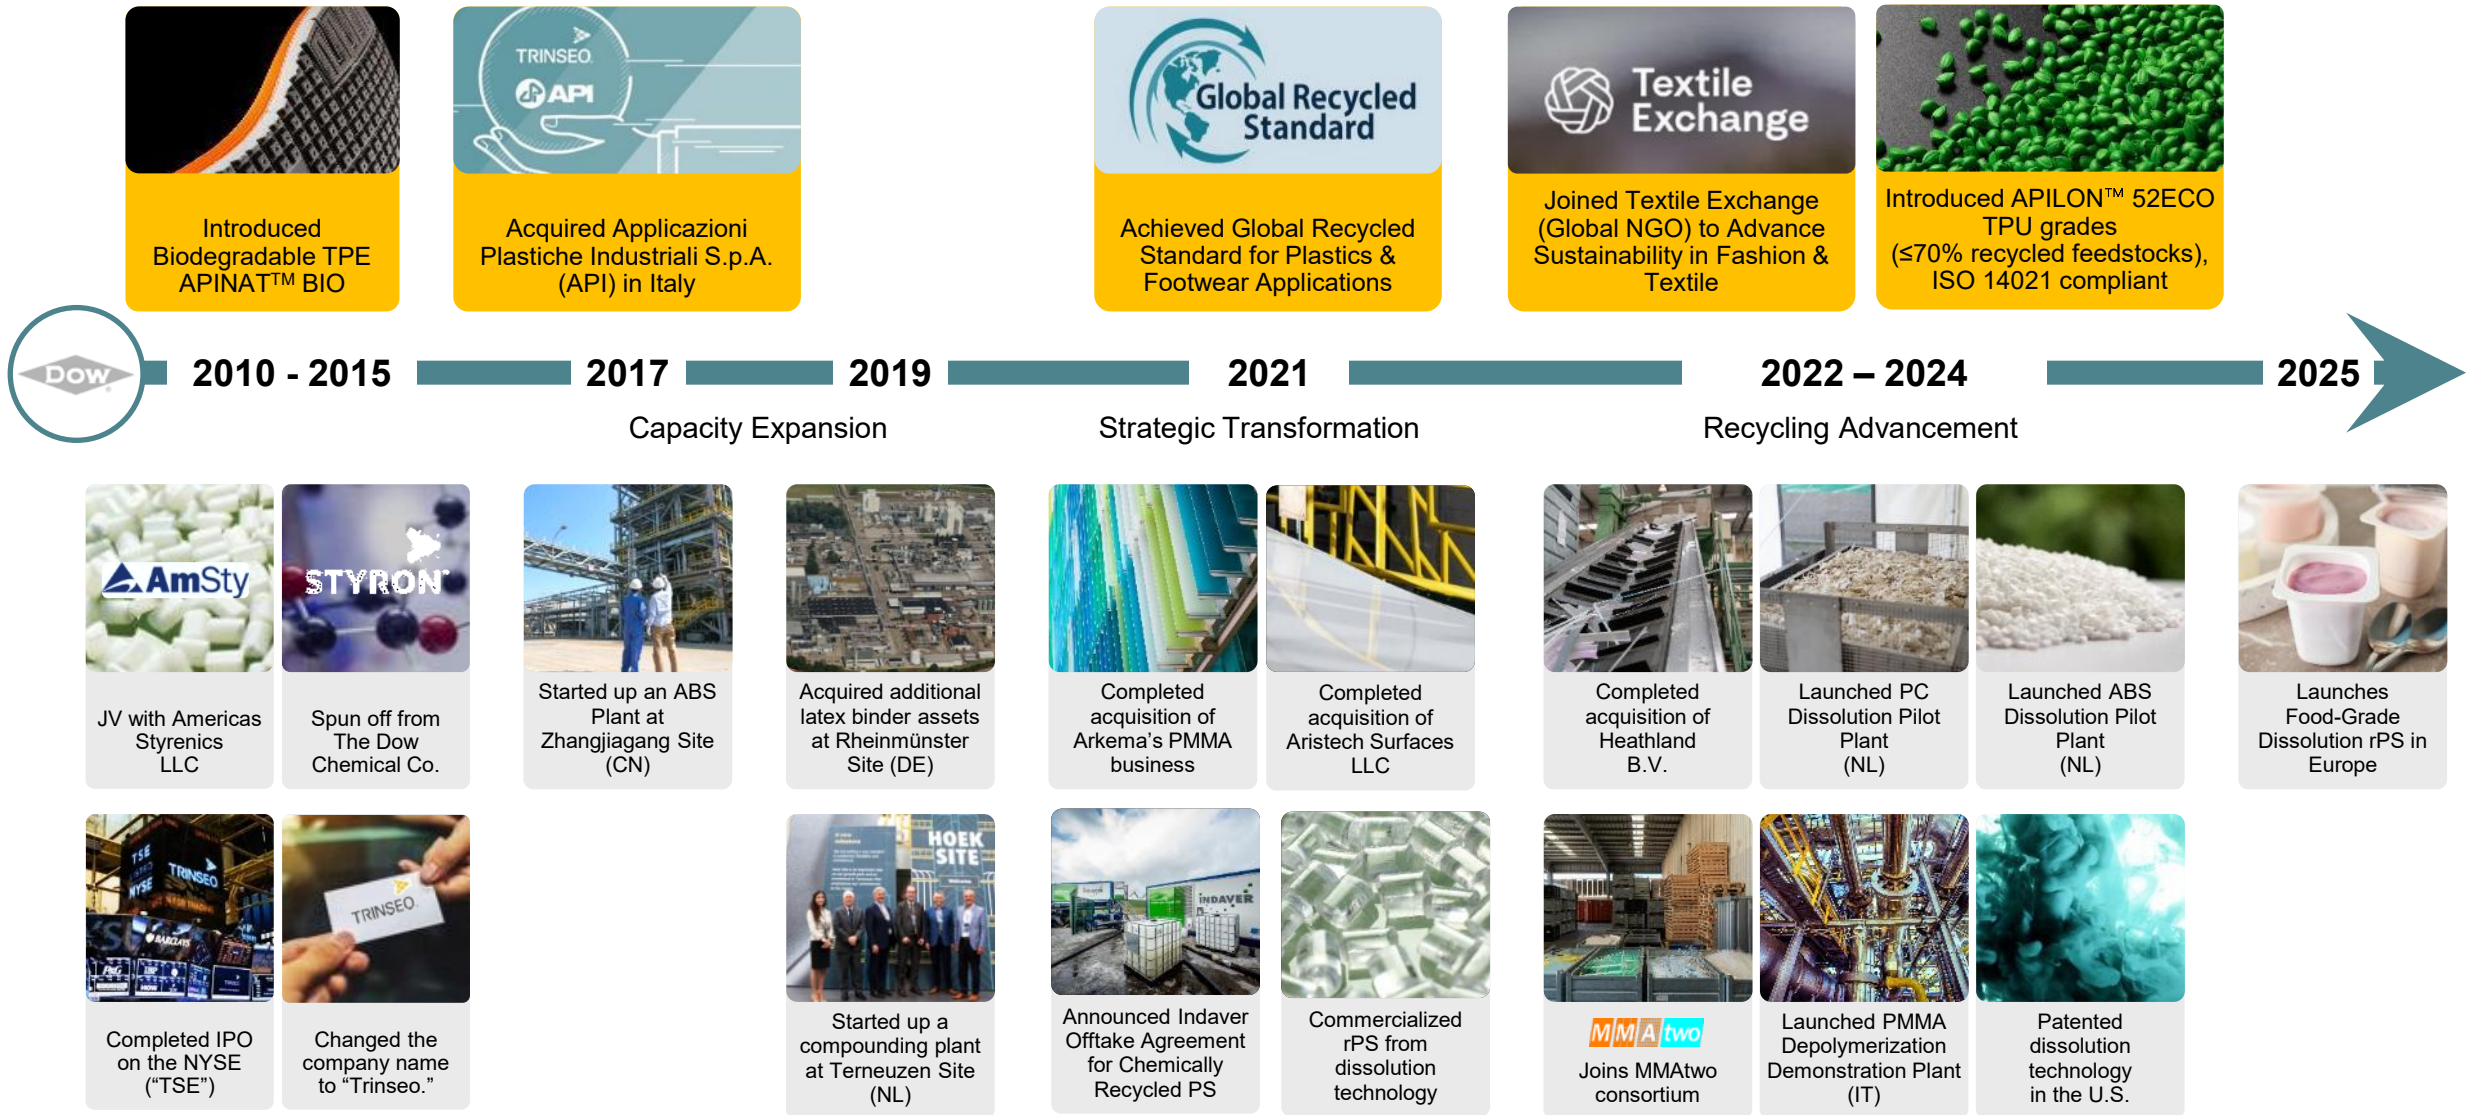 TRINSEO
API
Global Recycled
Standard
Textile
Exchange
Introduced
Biodegradable TPE
APINAT™ BIO
Acquired Applicazioni
Plastiche Industriali S.p.A.
(API) in Italy
Achieved Global Recycled
Standard for Plastics &
Footwear Applications
Joined Textile Exchange
(Global NGO) to Advance
Sustainability in Fashion &
Textile
Introduced APILON™ 52ECO
TPU grades
(≤70% recycled feedstocks),
ISO 14021 compliant
DOW
2010 - 2015
2017
2019
2021
2022 – 2024
2025
Capacity Expansion
Strategic Transformation
Recycling Advancement
AmSty
STYRON
JV with Americas
Styrenics
LLC
Spun off from
The Dow
Chemical Co.
Started up an ABS
Plant at
Zhangjiagang Site
(CN)
Acquired additional
latex binder assets
at Rheinmünster
Site (DE)
Completed
acquisition of
Arkema’s PMMA
business
Completed
acquisition of
Aristech Surfaces
LLC
Completed
acquisition of
Heathland
B.V.
Launched PC
Dissolution Pilot
Plant
(NL)
Launched ABS
Dissolution Pilot
Plant
(NL)
Launches
Food-Grade
Dissolution rPS in
Europe
TSE
NYSE
TRINSEO
BARCLAYS
P&G
TRINSEO
HOEK
SITE
INDAVER
Completed IPO
on the NYSE
(“TSE”)
Changed the
company name
to “Trinseo.”
Started up a
compounding plant
at Terneuzen Site
(NL)
Announced Indaver
Offtake Agreement
for Chemically
Recycled PS
Commercialized
rPS from
dissolution
technology
MMAtwo
Joins MMAtwo
consortium
Launched PMMA
Depolymerization
Demonstration Plant
(IT)
Patented
dissolution
technology
in the U.S.